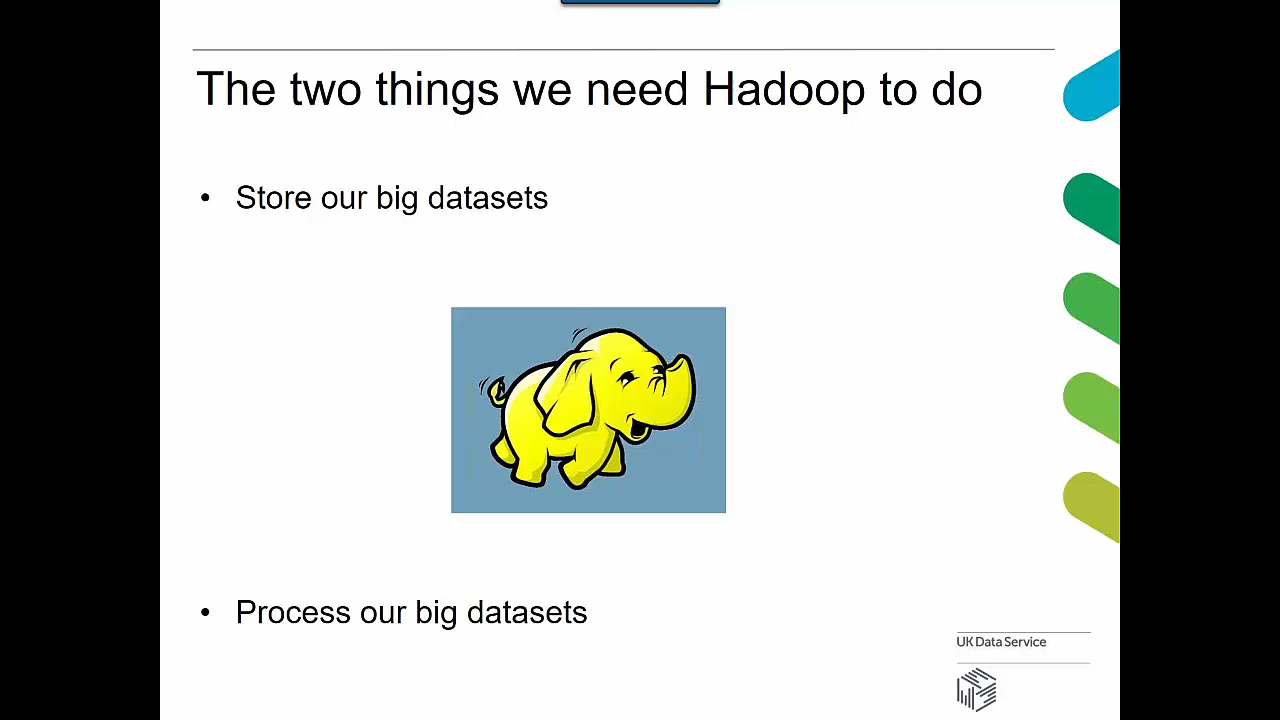 The two things we need Hadoop to do
• Store our big datasets
• Process our big datasets
UK Data Service